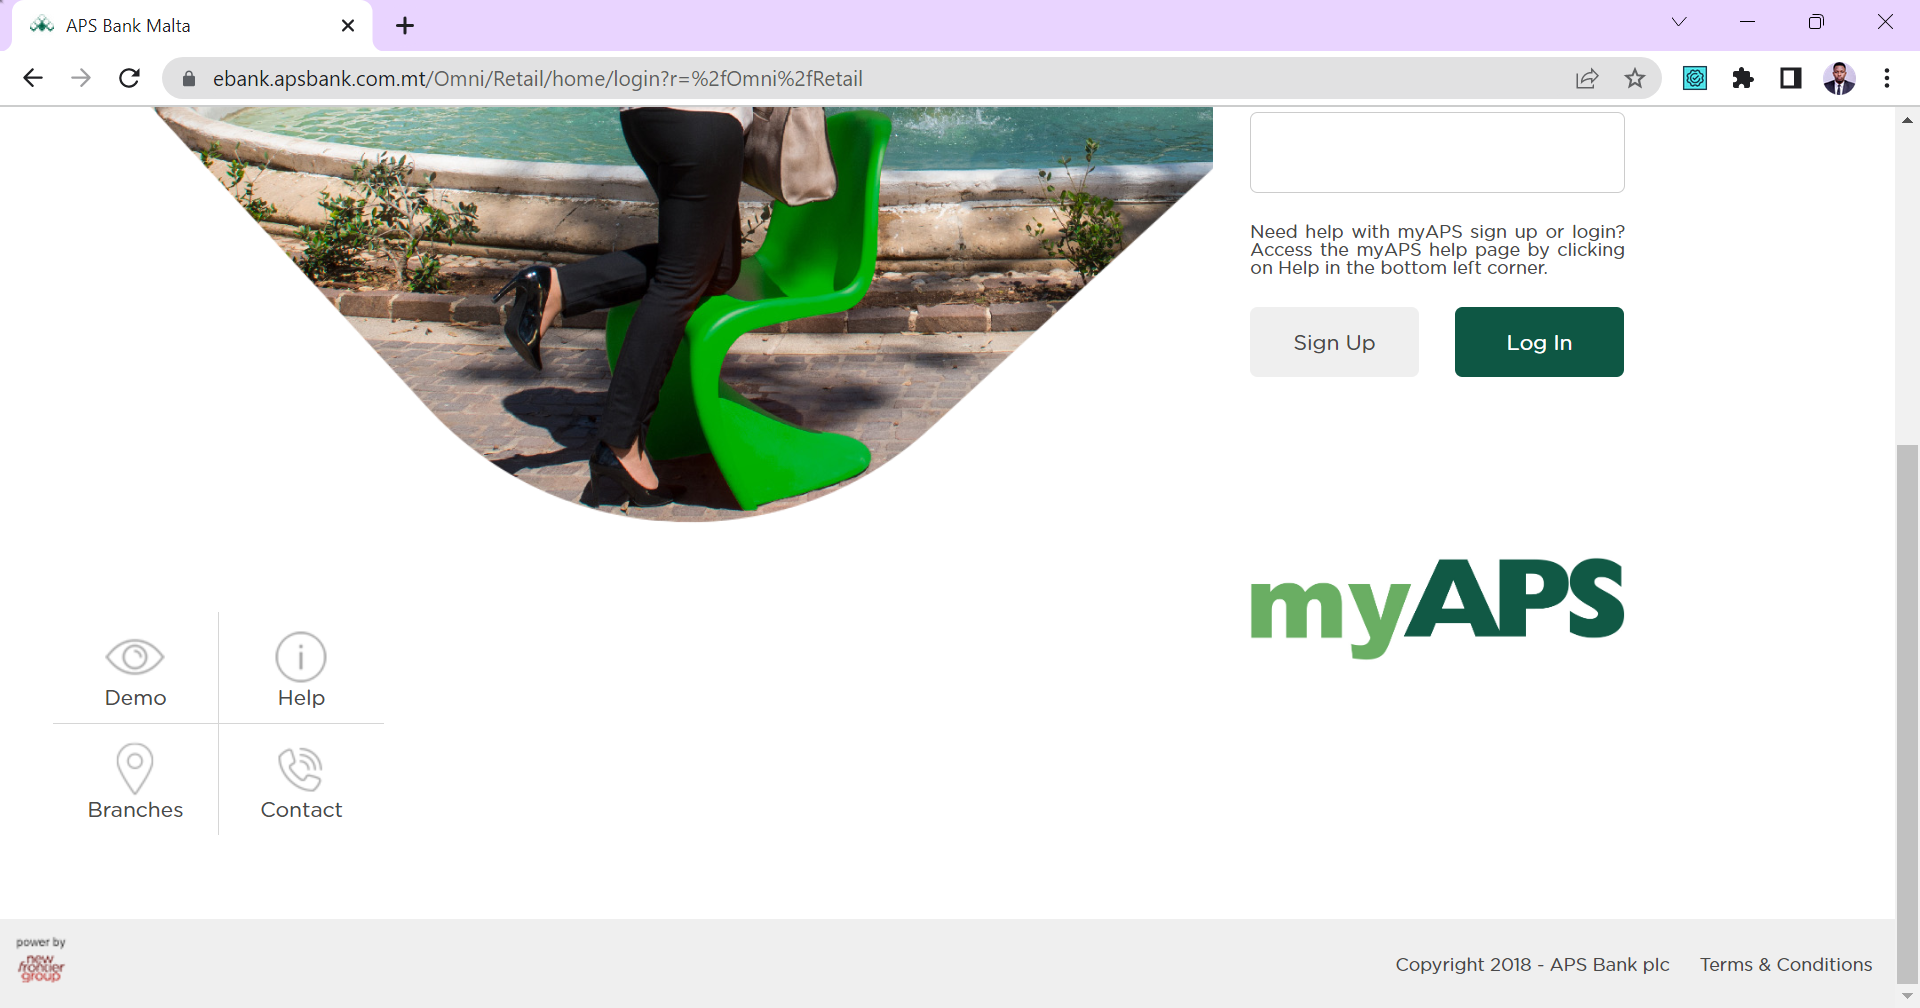 APS Bank Malta
ebank.apsbank.com.mt/Omni/Retail/home/login?r=%2fOmni%2fRetail
Need help with myAPS sign up or login?
Access the myAPS help page by clicking
on Help in the bottom left corner.
Sign Up
Log In
myAPS
Demo
Help
Branches
Contact
power by
new
frontier
group
Copyright 2018 - APS Bank plc
Terms & Conditions